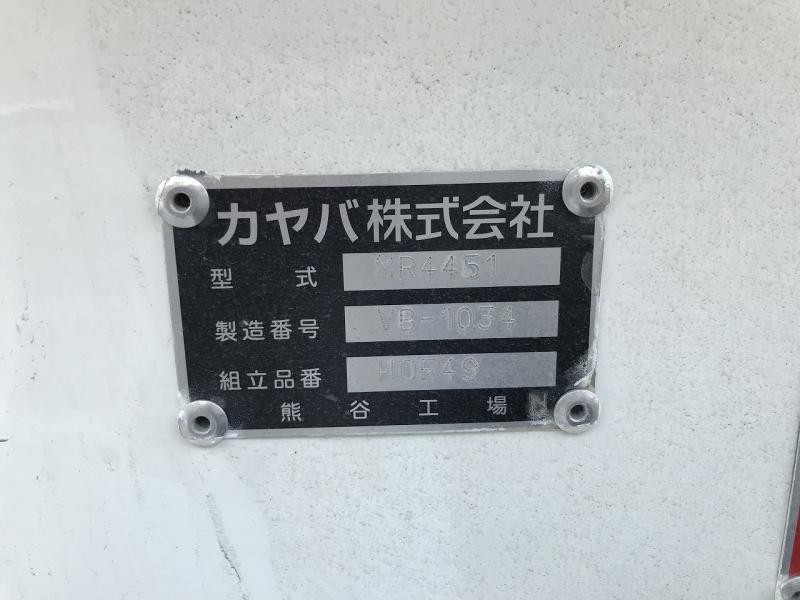 カヤバ株式会社
型 式 MR4451
製造番号 VB-1034
組立品番 HOE49
熊谷工場